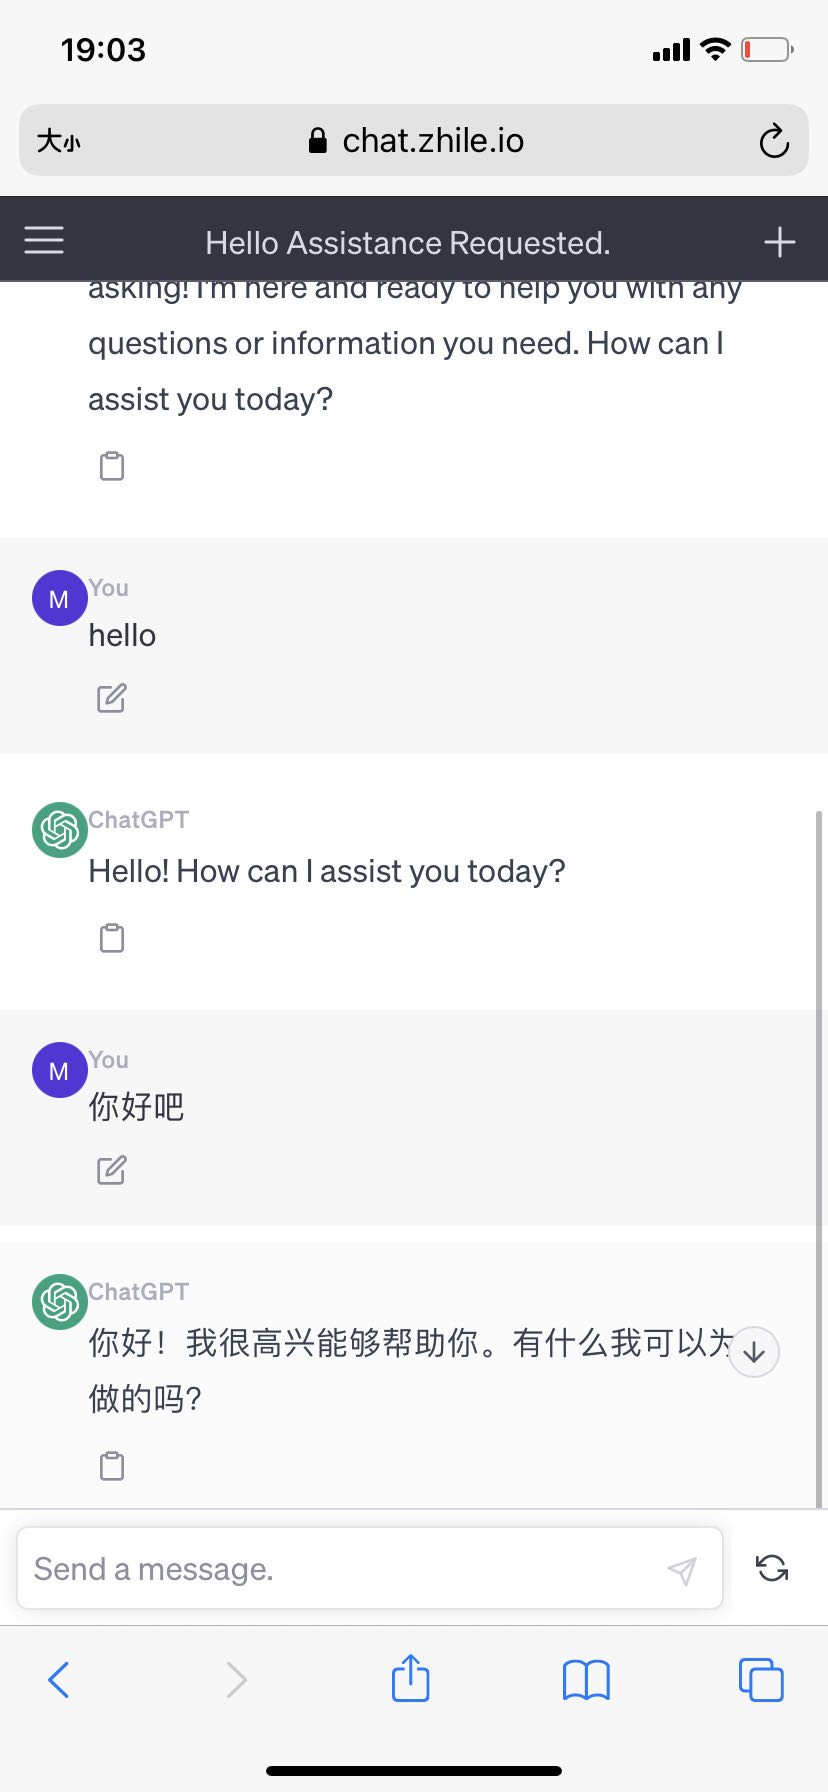 19:03
大小 chat.zhile.io
Hello Assistance Requested.
asking! I'm here and ready to help you with any
questions or information you need. How can I
assist you today?
M You
hello
ChatGPT
Hello! How can I assist you today?
M You
你好吧
ChatGPT
你好！我很高兴能够帮助你。有什么我可以为
做的吗?
Send a message.